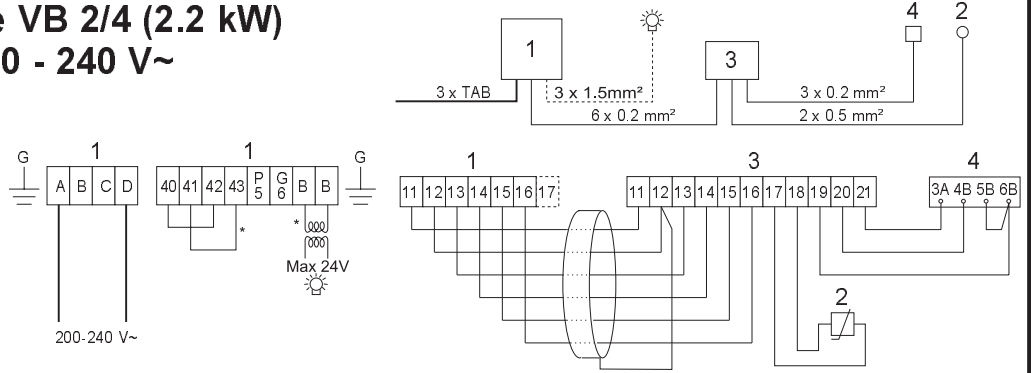 e VB 2/4 (2.2 kW)
0 - 240 V~
4 2
1
3
3 x TAB
3 x 1.5mm²
3 x 0.2 mm²
6 x 0.2 mm²
2 x 0.5 mm²
G 1 1 G 1 3 4
A B C D
40 41 42 43 P5 G6 B B
11 12 13 14 15 16 17
11 12 13 14 15 16 17 18 19 20 21
3A 4B 5B 6B
*
*
Max 24V
2
200-240 V~